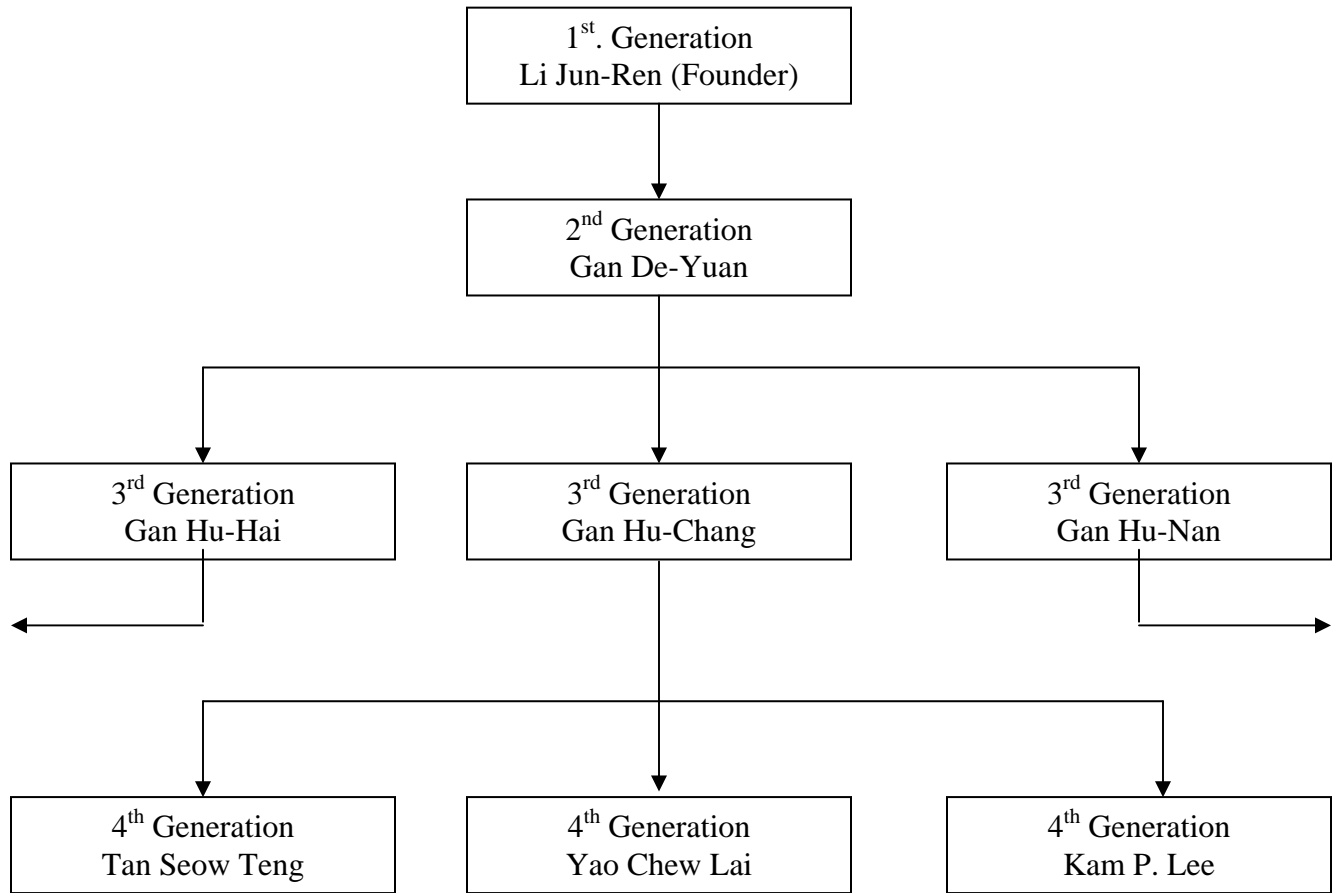 1st. Generation
Li Jun-Ren (Founder)
2nd Generation
Gan De-Yuan
3rd Generation
Gan Hu-Hai
3rd Generation
Gan Hu-Chang
3rd Generation
Gan Hu-Nan
4th Generation
Tan Seow Teng
4th Generation
Yao Chew Lai
4th Generation
Kam P. Lee